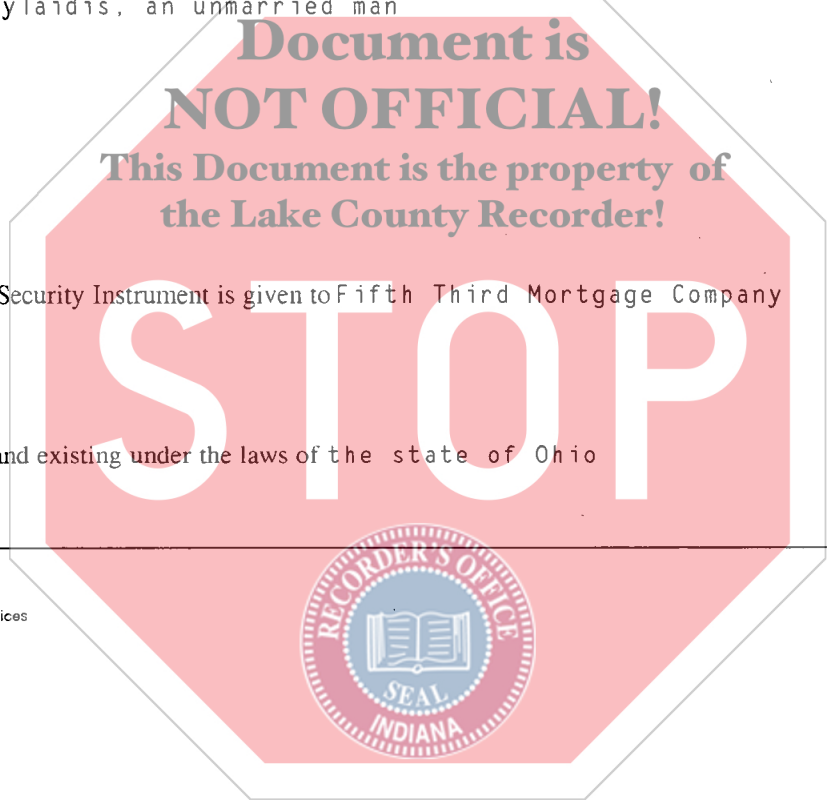 ylaidis, an unmarried man
Document is
NOT OFFICIAL!
This Document is the property of
the Lake County Recorder!
Security Instrument is given to Fifth Third Mortgage Company
STOP
and existing under the laws of the state of Ohio
ices
RECORDER'S OFFICE
SEAL
INDIANA